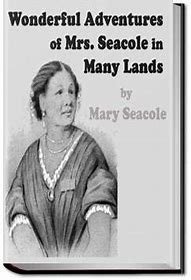 Wonderful Adventures
of Mrs. Seacole in
Many Lands
by
Mary Seacole